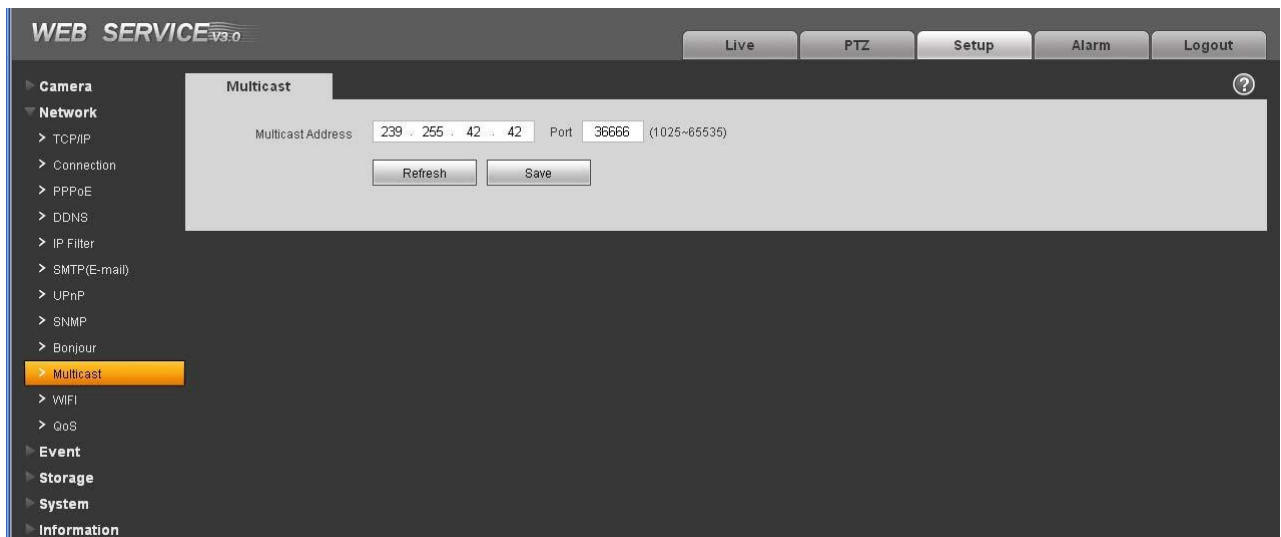 WEB SERVICE V3.0
Live PTZ Setup Alarm Logout
Camera
Network
> TCP/IP
> Connection
> PPPoE
> DDNS
> IP Filter
> SMTP(E-mail)
> UPnP
> SNMP
> Bonjour
> Multicast
> WIFI
> QoS
Event
Storage
System
Information
Multicast ?
Multicast Address 239 . 255 . 42 . 42 Port 36666 (1025~65535)
Refresh Save